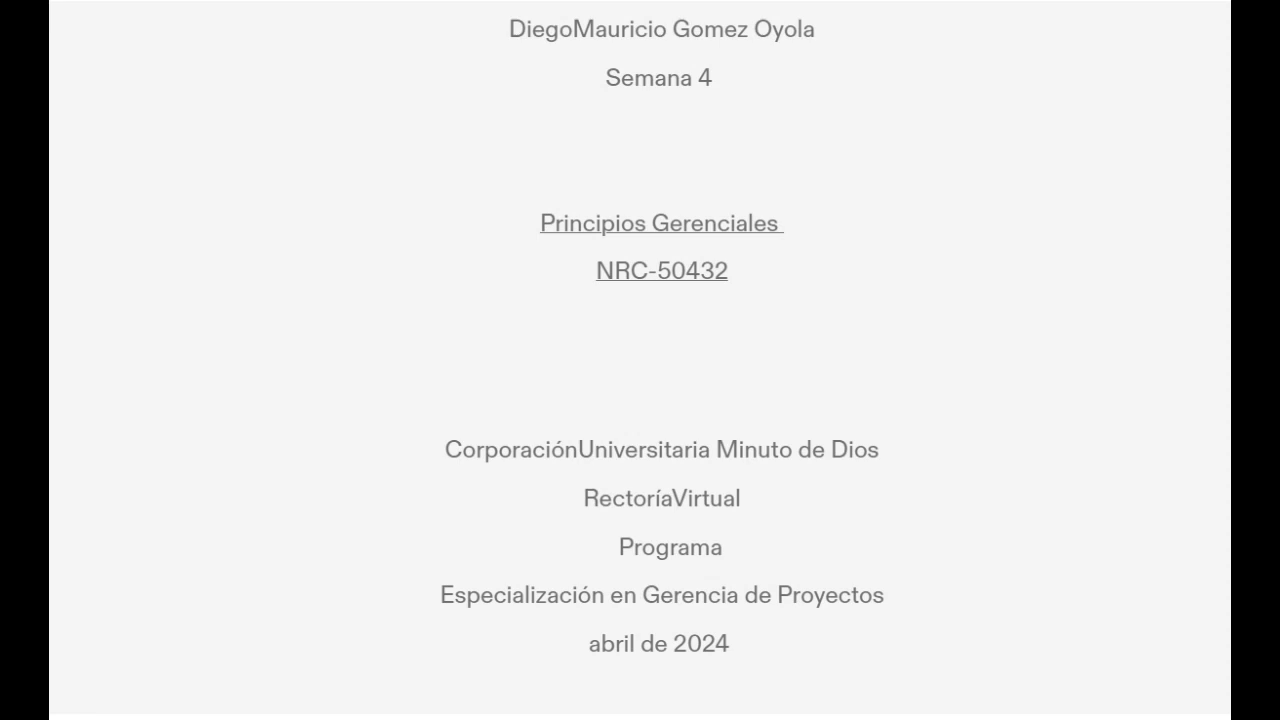 DiegoMauricio Gomez Oyola
Semana 4
Principios Gerenciales
NRC-50432
CorporaciónUniversitaria Minuto de Dios
RectoríaVirtual
Programa
Especialización en Gerencia de Proyectos
abril de 2024